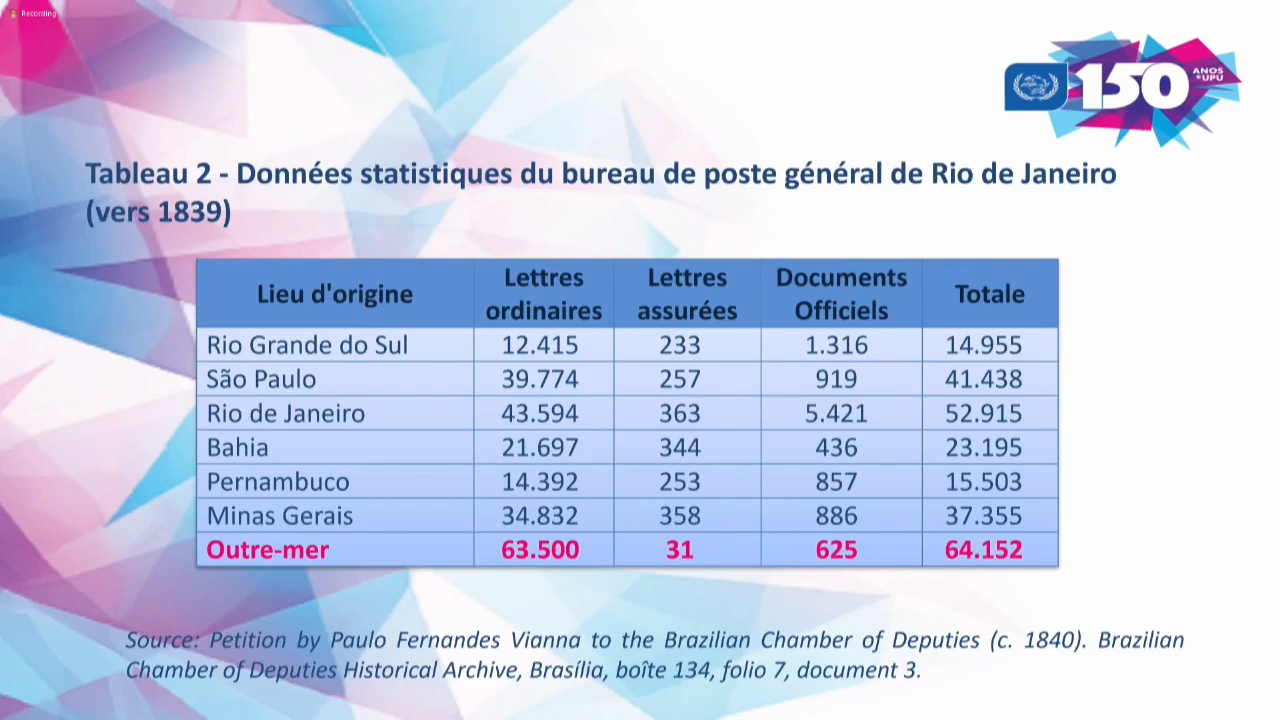 Recording
150 ANOS
UPU
Tableau 2 - Données statistiques du bureau de poste général de Rio de Janeiro
(vers 1839)
Lieu d'origine Lettres ordinaires Lettres assurées Documents Officiels Totale
Rio Grande do Sul 12.415 233 1.316 14.955
São Paulo 39.774 257 919 41.438
Rio de Janeiro 43.594 363 5.421 52.915
Bahia 21.697 344 436 23.195
Pernambuco 14.392 253 857 15.503
Minas Gerais 34.832 358 886 37.355
Outre-mer 63.500 31 625 64.152
Source: Petition by Paulo Fernandes Vianna to the Brazilian Chamber of Deputies (c. 1840). Brazilian
Chamber of Deputies Historical Archive, Brasília, boîte 134, folio 7, document 3.